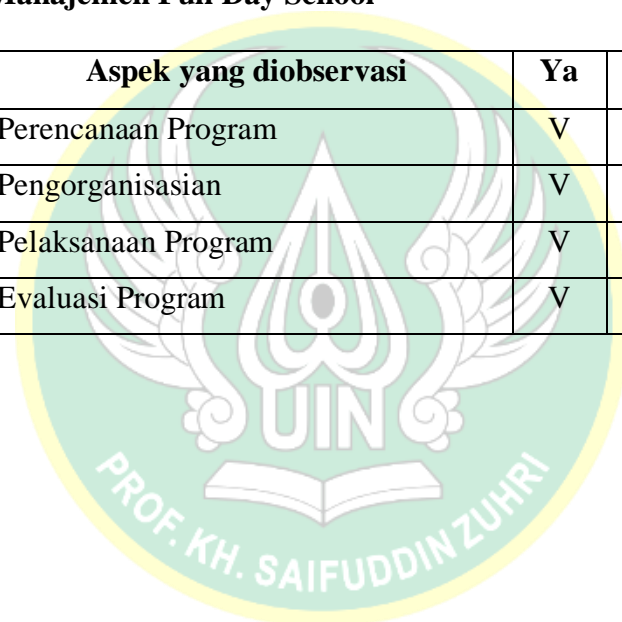 Manajemen Full Day School
Aspek yang diobservasi Ya
Perencanaan Program V
Pengorganisasian V
Pelaksanaan Program V
Evaluasi Program V
UIN
PROF. KH. SAIFUDDIN ZUHRI